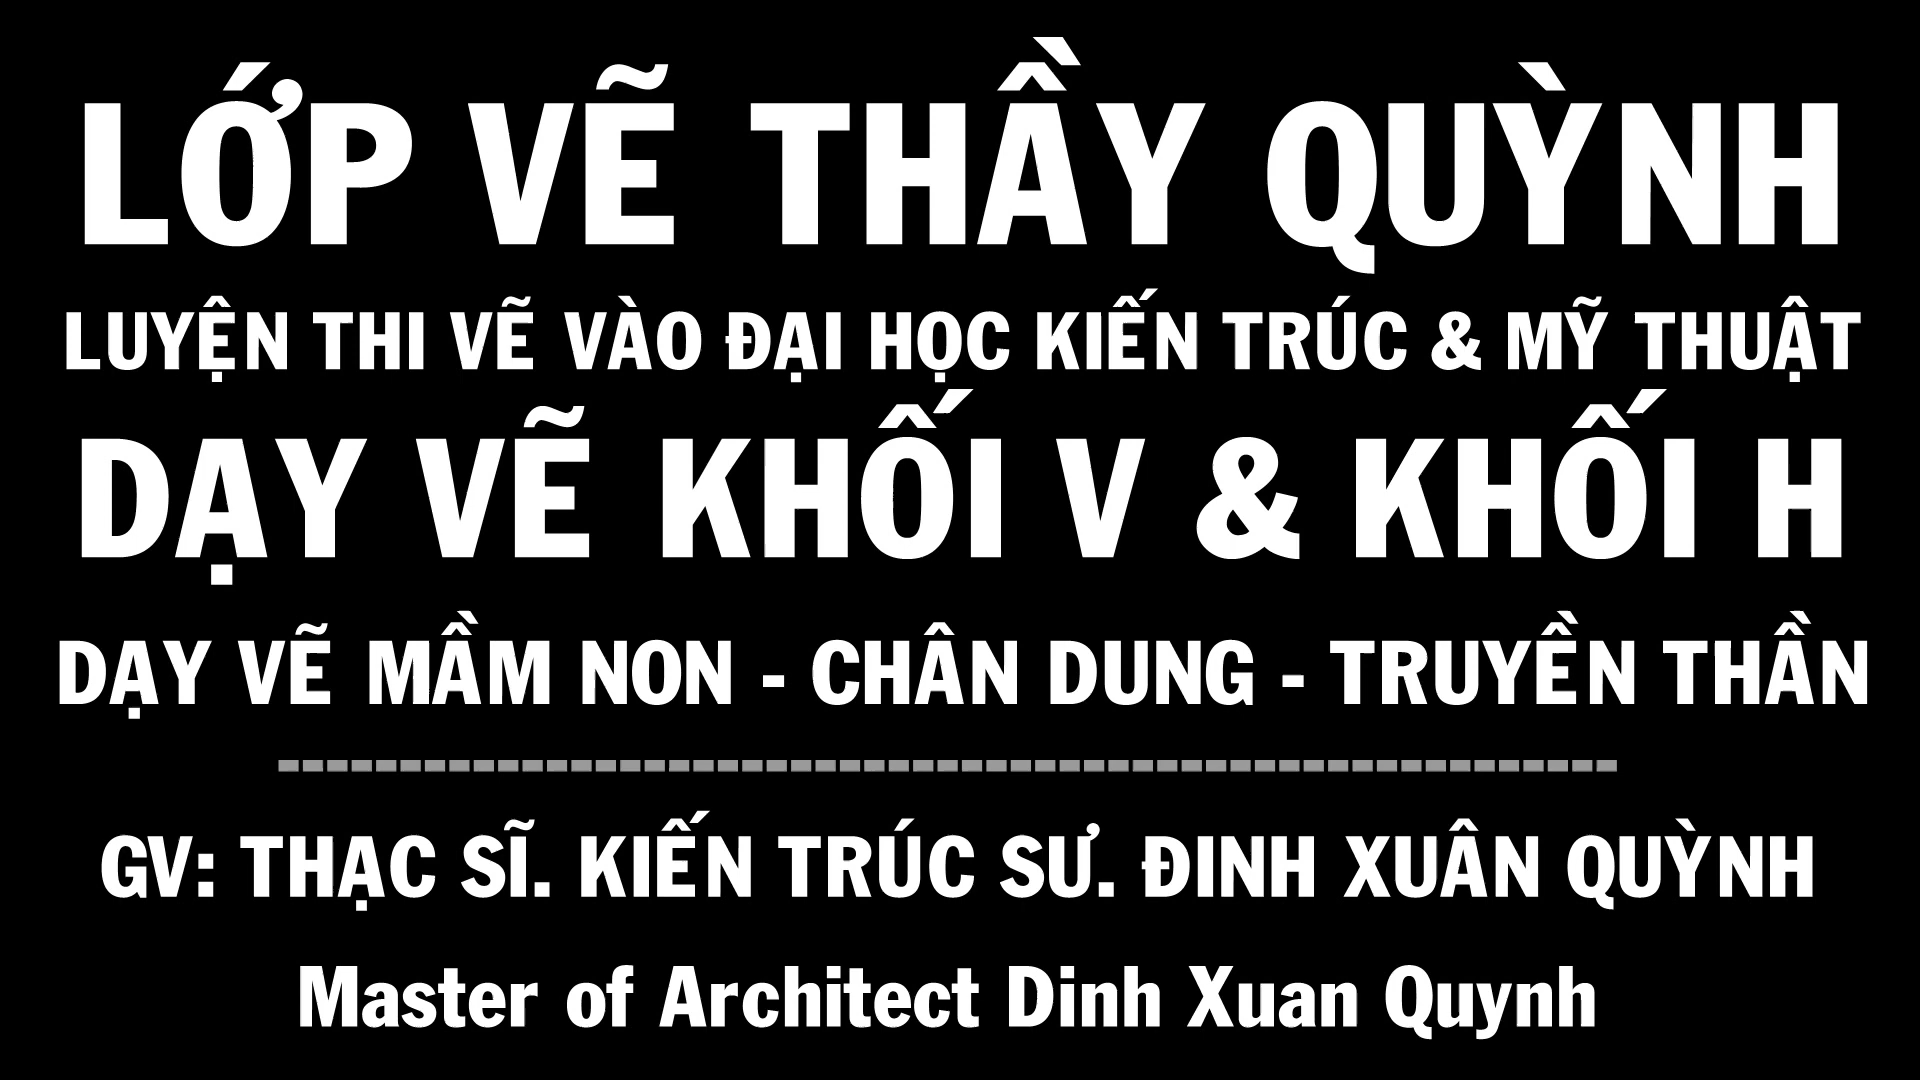 LỚP VẼ THẦY QUỲNH
LUYỆN THI VẼ VÀO ĐẠI HỌC KIẾN TRÚC & MỸ THUẬT
DẠY VẼ KHỐI V & KHỐI H
DẠY VẼ MẦM NON - CHÂN DUNG - TRUYỀN THẦN
-------------------------------------------------------
GV: THẠC SĨ. KIẾN TRÚC SƯ. ĐINH XUÂN QUỲNH
Master of Architect Dinh Xuan Quynh